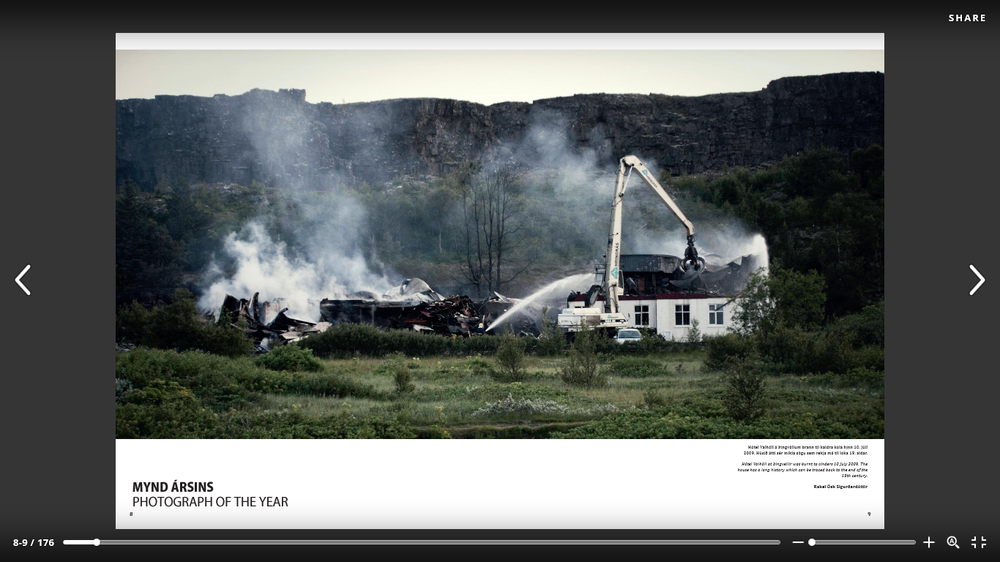 SHARE
HRINGRÁS
Hótel Valhöll á Þingvöllum brann til kaldra kola hinn 10. júlí
2009. Húsið átti sér mikla sögu sem rekja má til loka 19. aldar.
Hótel Valhöll at Þingvellir was burnt to cinders 10 July 2009. The
house has a long history which can be traced back to the end of the
19th century.
Rakel Ósk Sigurðardóttir
MYND ÁRSINS
PHOTOGRAPH OF THE YEAR
8
9
8-9 / 176